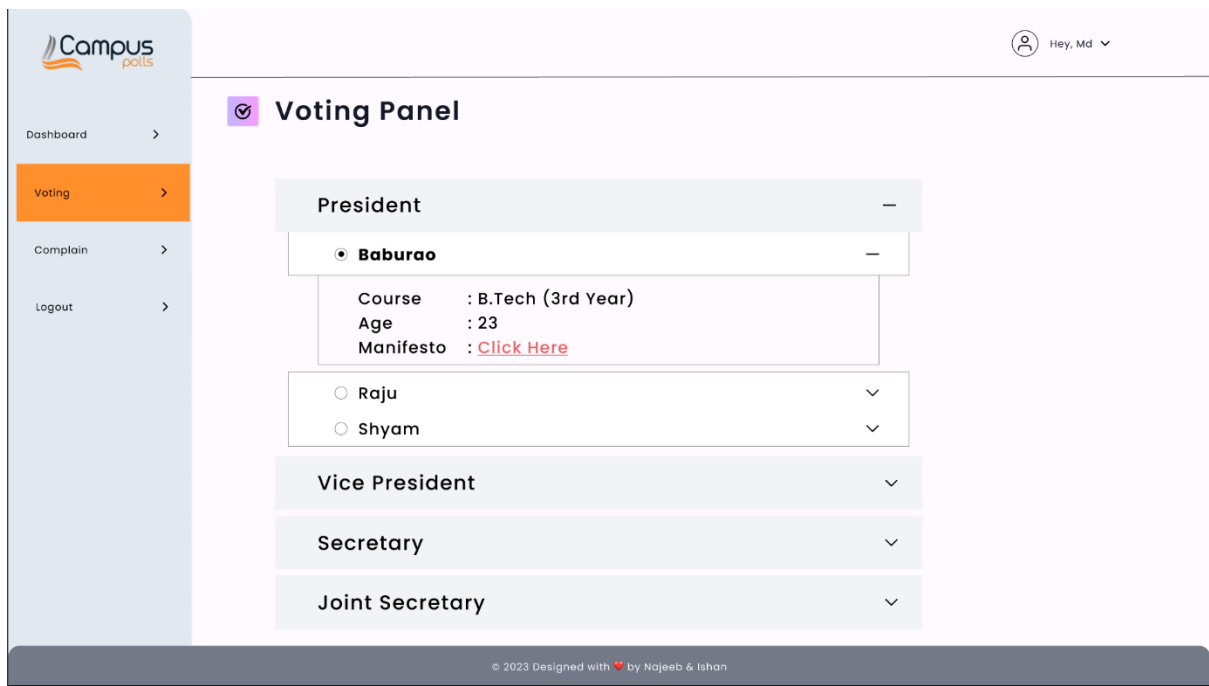 Campus
polls
Hey, Md
Voting Panel
Dashboard
Voting
Complain
Logout
President
Baburao
Course : B.Tech (3rd Year)
Age : 23
Manifesto : Click Here
Raju
Shyam
Vice President
Secretary
Joint Secretary
© 2023 Designed with ❤️ by Najeeb & Ishan